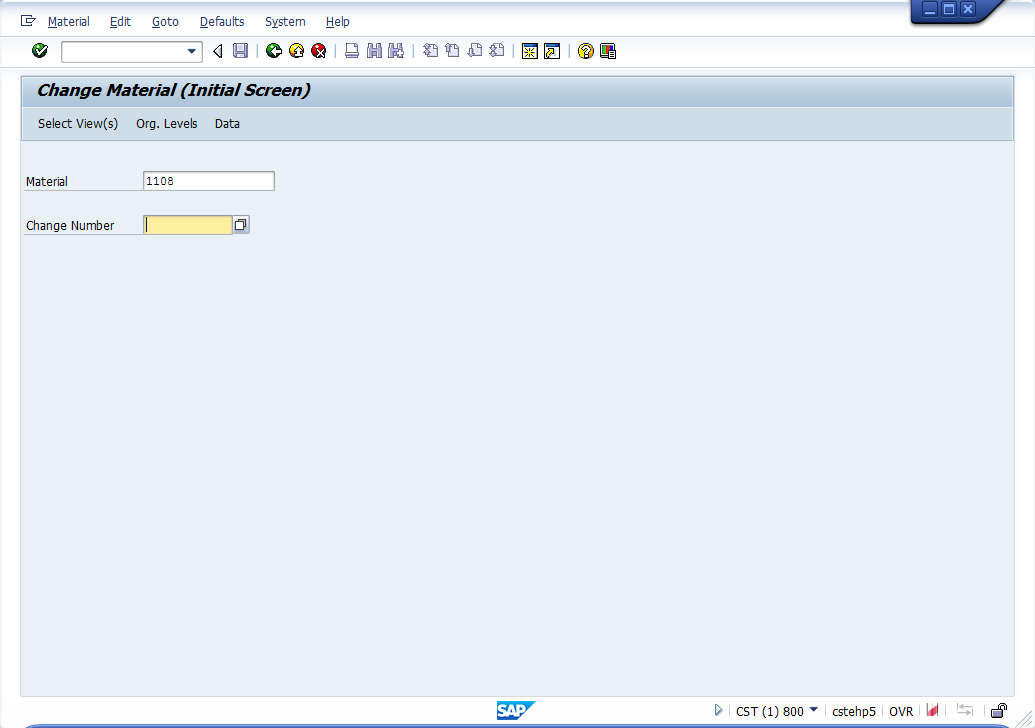 Material Edit Goto Defaults System Help
Change Material (Initial Screen)
Select View(s) Org. Levels Data
Material 1108
Change Number
SAP CST (1) 800 cstehp5 OVR